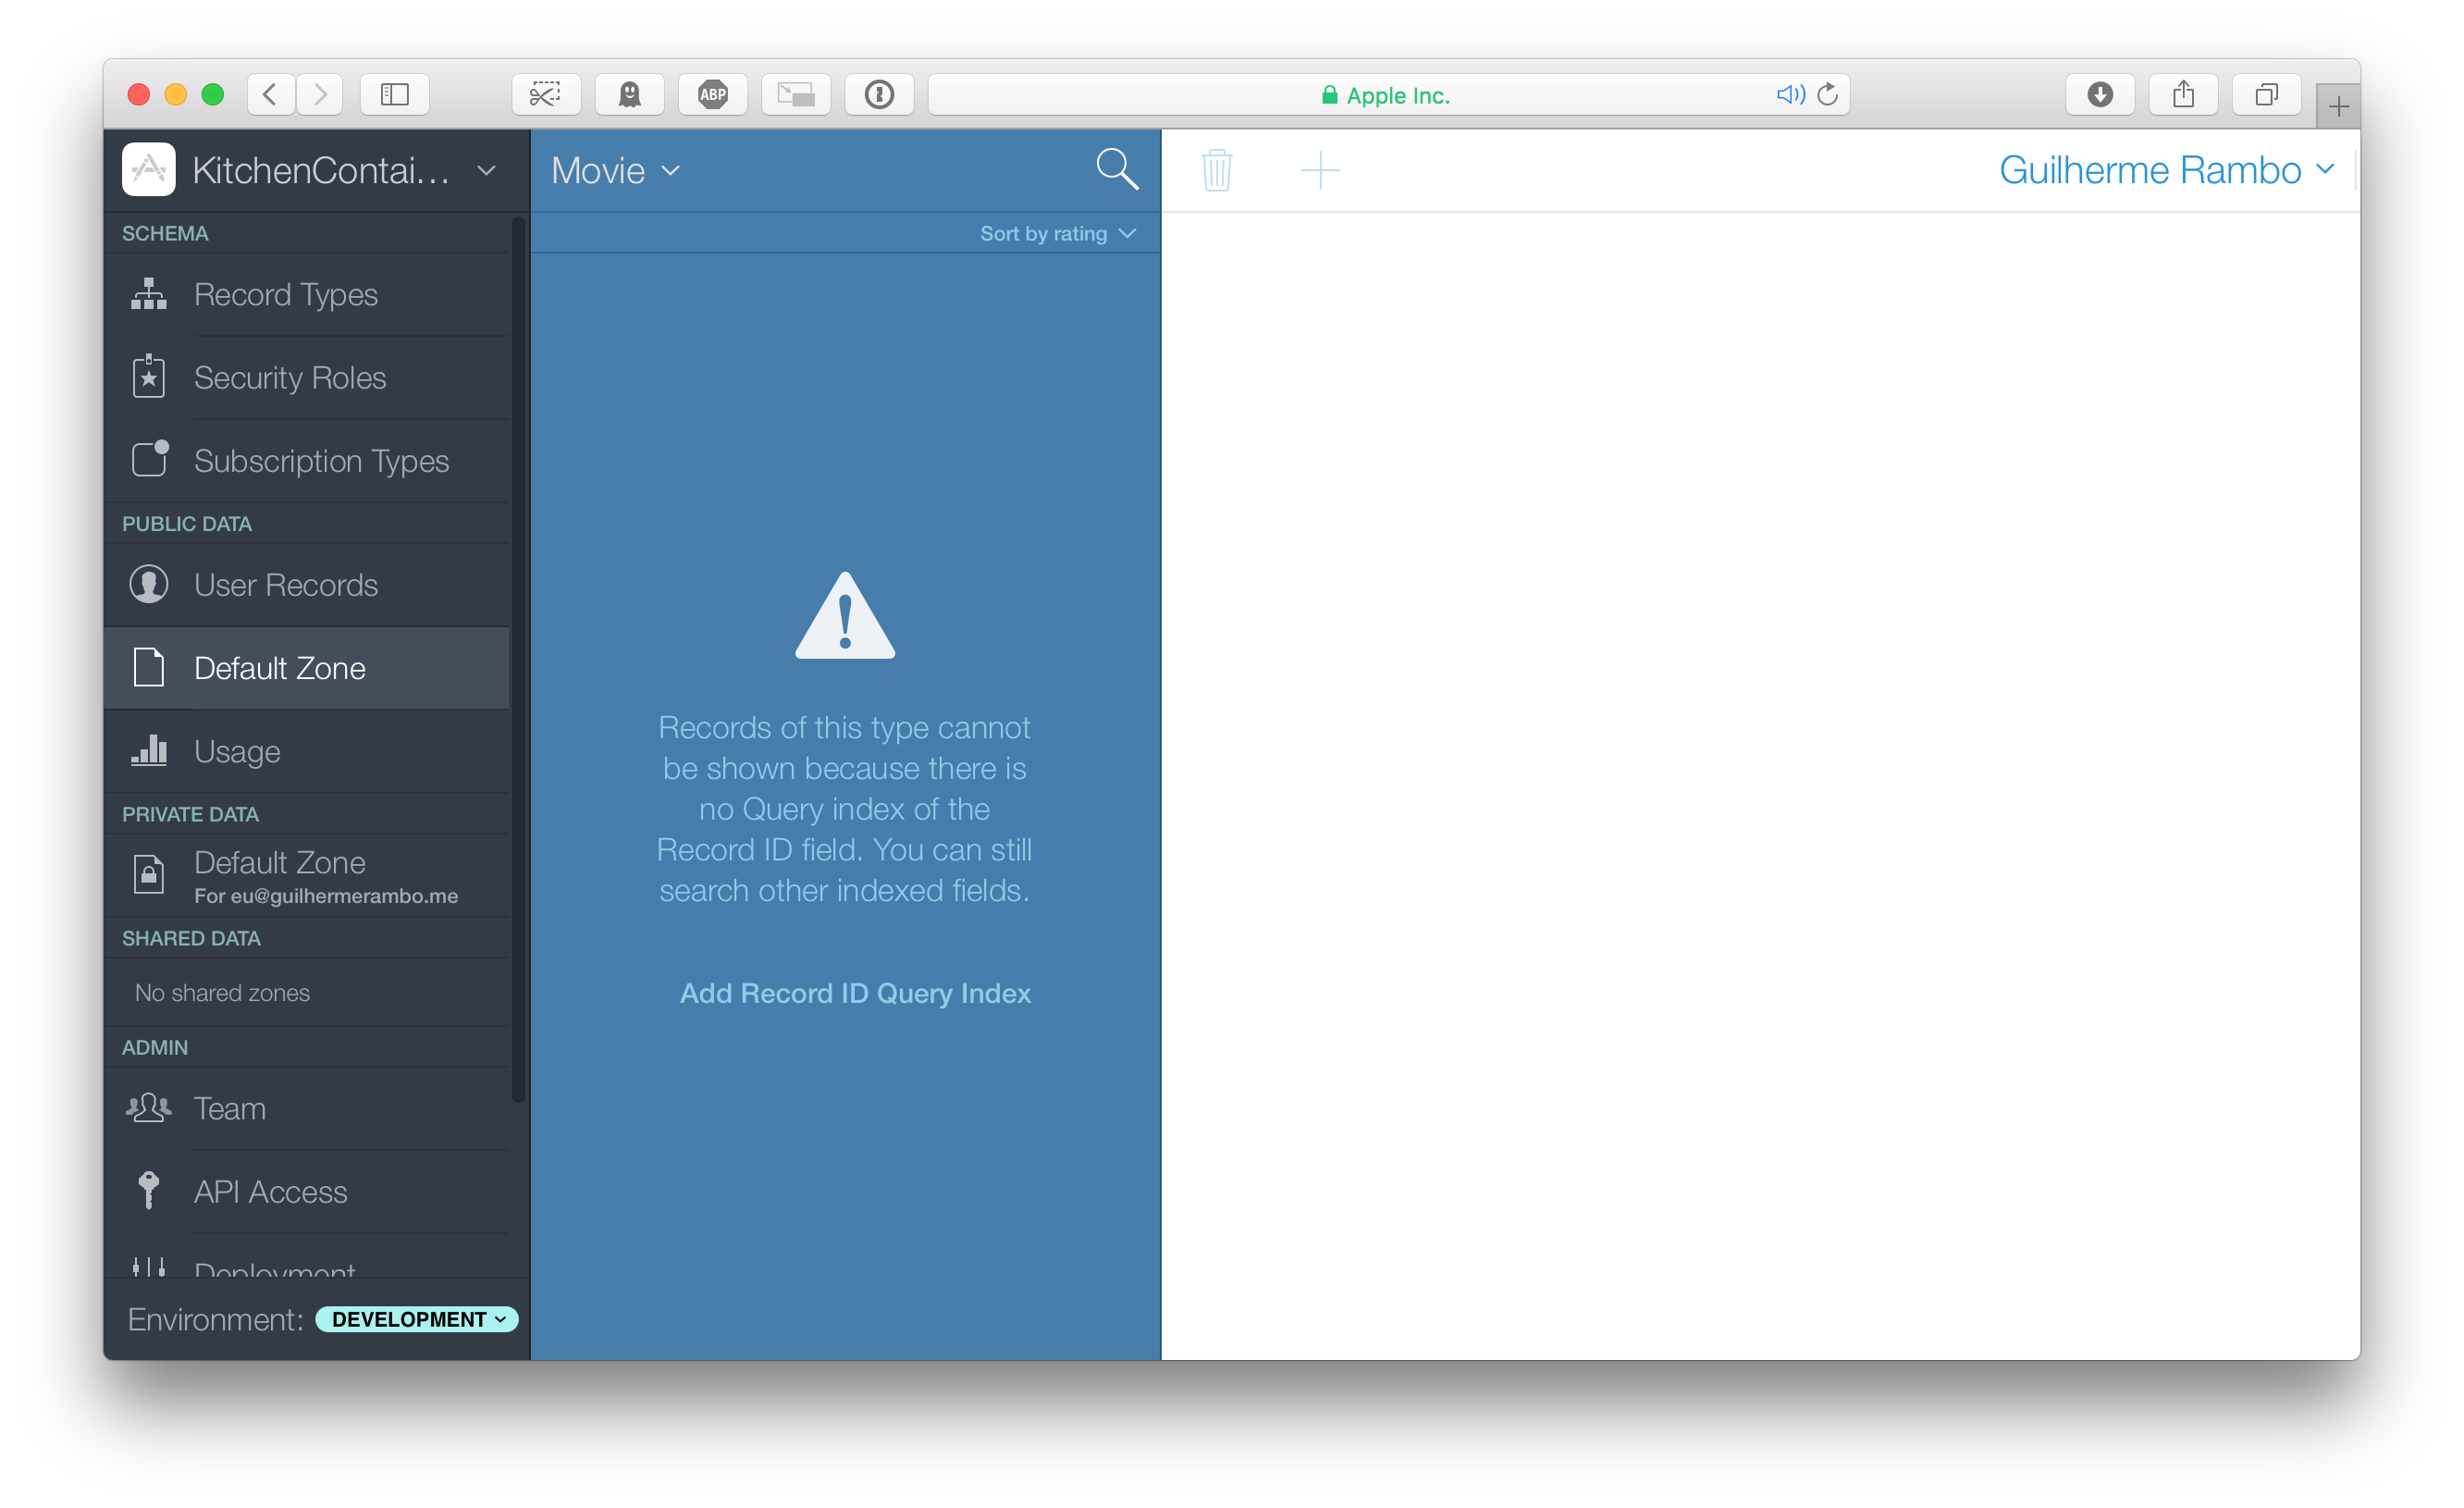 ABP
Apple Inc.
KitchenContai...
Movie
Guilherme Rambo
SCHEMA
Sort by rating
Record Types
Security Roles
Subscription Types
PUBLIC DATA
User Records
Default Zone
Usage
PRIVATE DATA
Default Zone
For eu@guilhermerambo.me
SHARED DATA
No shared zones
ADMIN
Team
API Access
Deployment
Environment: DEVELOPMENT
Records of this type cannot
be shown because there is
no Query index of the
Record ID field. You can still
search other indexed fields.
Add Record ID Query Index